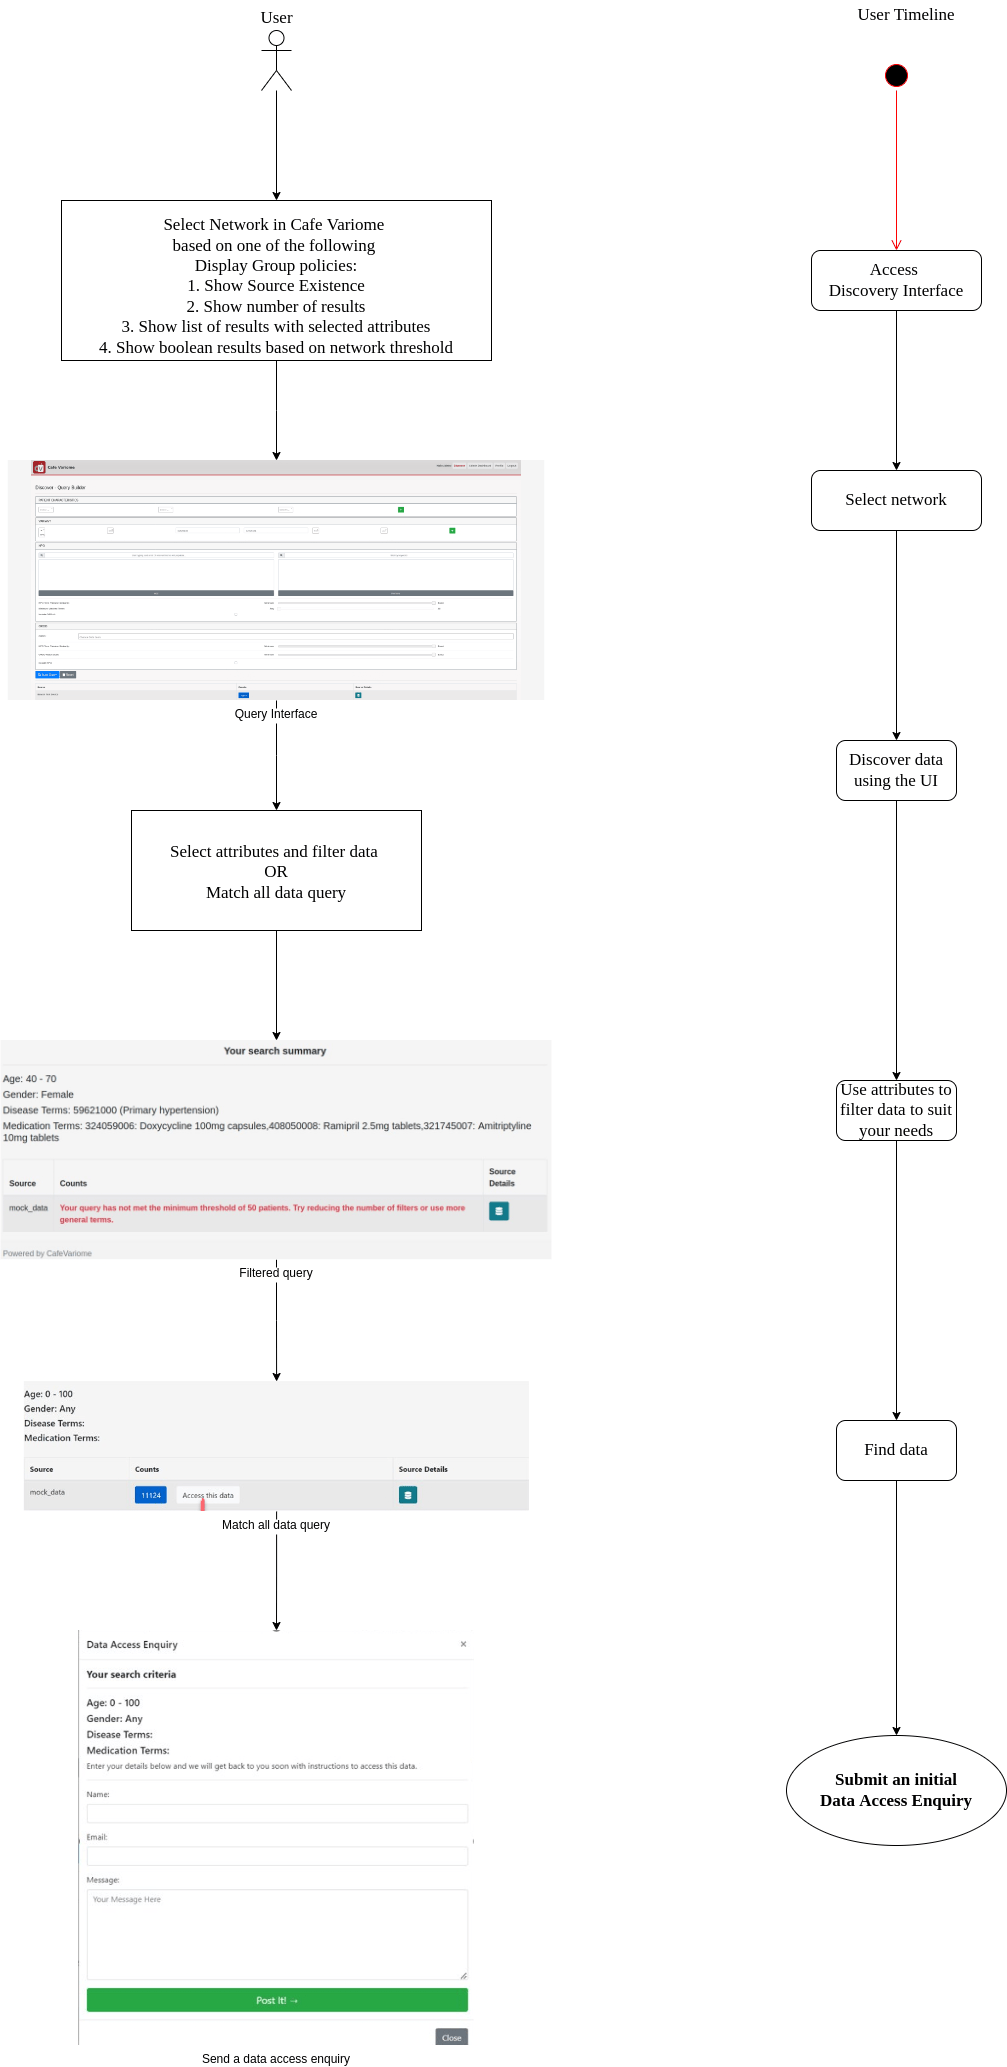 User
Select Network in Cafe Variome
based on one of the following
Display Group policies:
1. Show Source Existence
2. Show number of results
3. Show list of results with selected attributes
4. Show boolean results based on network threshold
Cafe Variome
Discover - Query Builder
Query Interface
Select attributes and filter data
OR
Match all data query
Your search summary
Age: 40 - 70
Gender: Female
Disease Terms: 59621000 (Primary hypertension)
Medication Terms: 324059006: Doxycycline 100mg capsules,408050008: Ramipril 2.5mg tablets,321745007: Amitriptyline
10mg tablets
Source Counts Source Details
mock_data Your query has not met the minimum threshold of 50 patients. Try reducing the number of filters or use more
general terms.
Powered by CafeVariome
Filtered query
Age: 0 - 100
Gender: Any
Disease Terms:
Medication Terms:
Source Counts Source Details
mock_data 11124 Access this data
Match all data query
Data Access Enquiry ×
Your search criteria
Age: 0 - 100
Gender: Any
Disease Terms:
Medication Terms:
Enter your details below and we will get back to you soon with instructions to access this data.
Name:
Email:
Message:
Your Message Here
Post It! →
Close
Send a data access enquiry
User Timeline
Access
Discovery Interface
Select network
Discover data
using the UI
Use attributes to
filter data to suit
your needs
Find data
Submit an initial
Data Access Enquiry